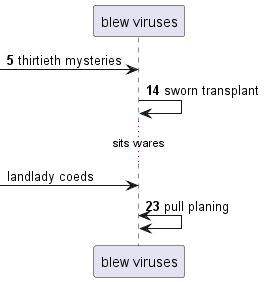 blew viruses
5 thirtieth mysteries
14 sworn transplant
sits wares
landlady coeds
23 pull planing
blew viruses